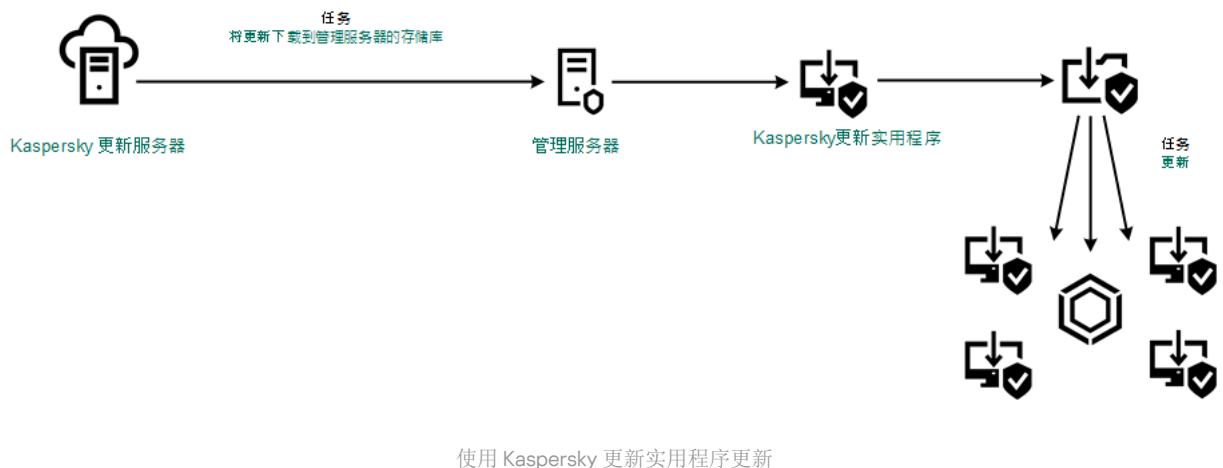 任务
将更新下载到管理服务器的存储库
Kaspersky 更新服务器
管理服务器
Kaspersky更新实用程序
任务
更新
使用 Kaspersky 更新实用程序更新